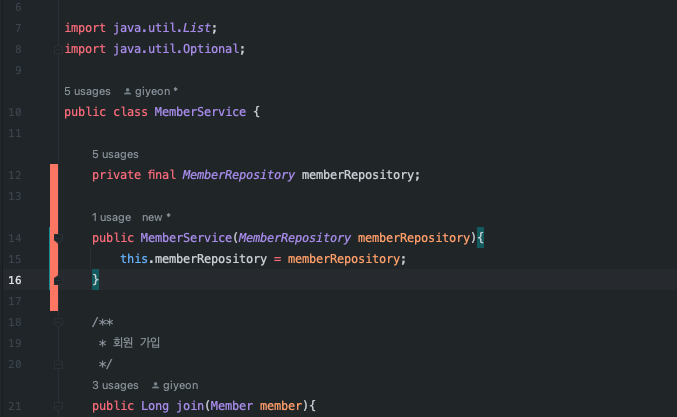 6
7 import java.util.List;
8 import java.util.Optional;
9
5 usages giyeon *
10 public class MemberService {
11
5 usages
12 private final MemberRepository memberRepository;
13
1 usage new *
14 public MemberService(MemberRepository memberRepository){
15 this.memberRepository = memberRepository;
16 }
17
18 /**
19 * 회원 가입
20 */
3 usages giyeon
21 public Long join(Member member){